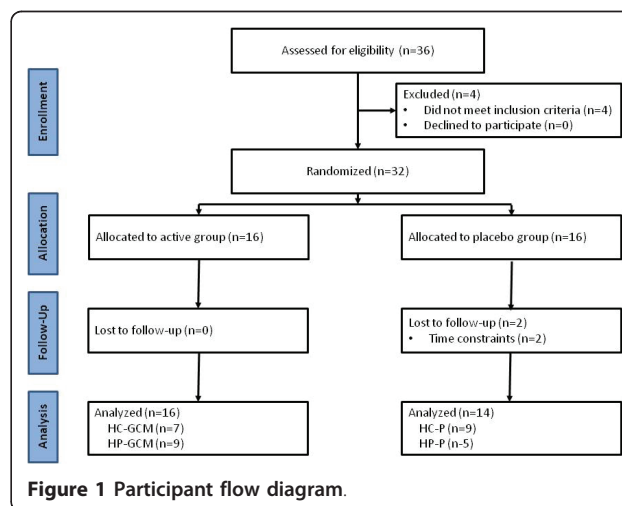 Assessed for eligibility (n=36)
Enrollment
Excluded (n=4)
• Did not meet inclusion criteria (n=4)
• Declined to participate (n=0)
Randomized (n=32)
Allocation
Allocated to active group (n=16)
Allocated to placebo group (n=16)
Follow-Up
Lost to follow-up (n=0)
Lost to follow-up (n=2)
• Time constraints (n=2)
Analysis
Analyzed (n=16)
HC-GCM (n=7)
HP-GCM (n=9)
Analyzed (n=14)
HC-P (n=9)
HP-P (n-5)
Figure 1 Participant flow diagram.